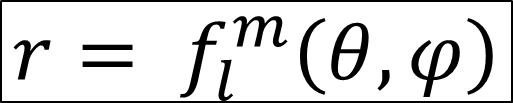 r = f_l^m(θ,φ)